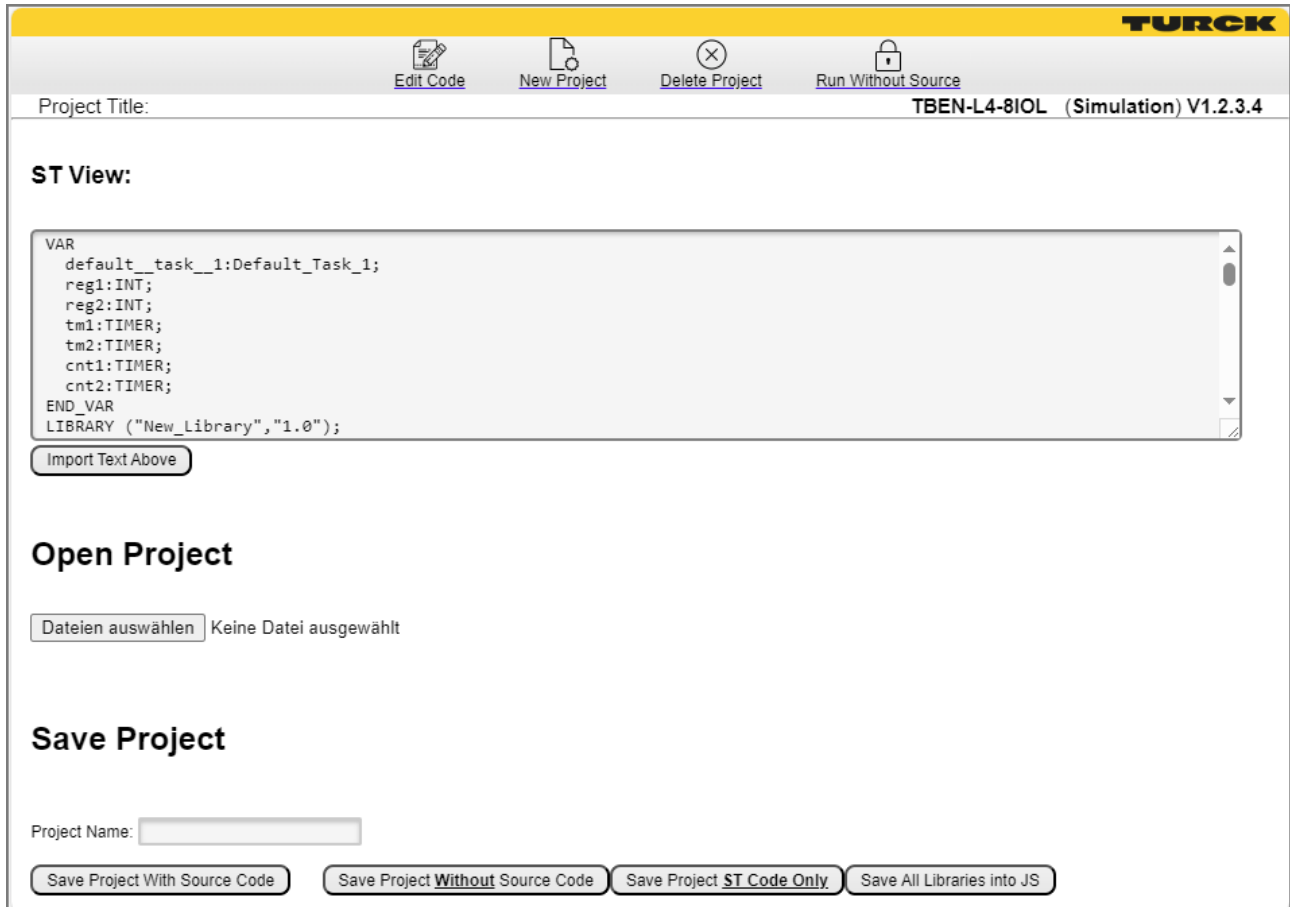 TURCK
Edit Code New Project Delete Project Run Without Source
Project Title: TBEN-L4-8IOL (Simulation) V1.2.3.4
ST View:
VAR
default__task__1:Default_Task_1;
reg1:INT;
reg2:INT;
tm1:TIMER;
tm2:TIMER;
cnt1:TIMER;
cnt2:TIMER;
END_VAR
LIBRARY ("New_Library","1.0");
Import Text Above
Open Project
Dateien auswählen Keine Datei ausgewählt
Save Project
Project Name:
Save Project With Source Code Save Project Without Source Code Save Project ST Code Only Save All Libraries into JS